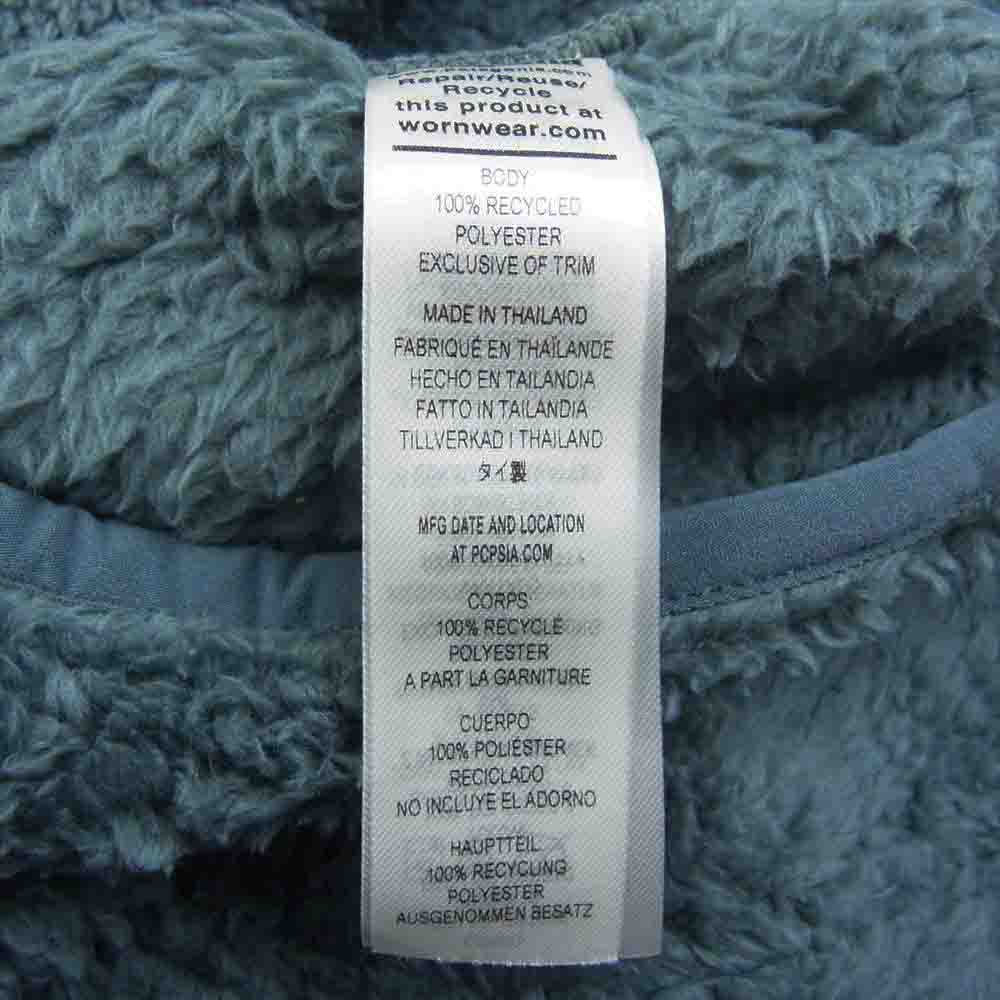 Repair/Reuse/
Recycle
this product at
wornwear.com
BODY
100% RECYCLED
POLYESTER
EXCLUSIVE OF TRIM
MADE IN THAILAND
FABRIQUÉ EN THAÏLANDE
HECHO EN TAILANDIA
FATTO IN TAILANDIA
TILLVERKAD I THAILAND
タイ製
MFG DATE AND LOCATION
AT PCPSIA.COM
CORPS
100% RECYCLÉ
POLYESTER
A PART LA GARNITURE
CUERPO
100% POLIÉSTER
RECICLADO
NO INCLUYE EL ADORNO
HAUPTTEIL
100% RECYCLING
POLYESTER
AUSGENOMMEN BESATZ